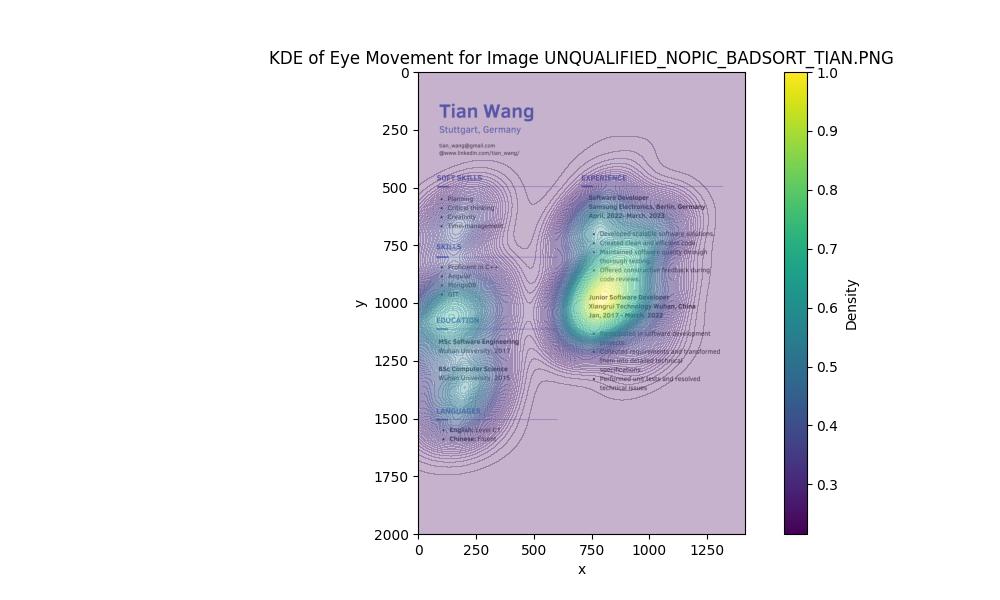 KDE of Eye Movement for Image UNQUALIFIED_NOPIC_BADSORT_TIAN.PNG
0
250
500
750
1000
1250
1500
1750
2000
y
0
250
500
750
1000
1250
x
Tian Wang
Stuttgart, Germany
tian_wang@gmail.com
@www.linkedin.com/tian_wang/
SOFT SKILLS
• Planning
• Critical thinking
• Creativity
• Time management
SKILLS
• Proficient in C++
• Angular
• MongoDB
• GIT
EDUCATION
MSc Software Engineering
Wuhan University, 2017
BSc Computer Science
Wuhan University, 2015
LANGUAGES
• English: Level C1
• Chinese: Fluent
EXPERIENCE
Software Developer
Samsung Electronics, Berlin, Germany
April, 2022- March, 2023
• Developed scalable software solutions.
• Created clean and efficient code.
• Maintained software quality through
thorough testing.
• Offered constructive feedback during
code reviews.
Junior Software Developer
Xiangrui Technology Wuhan, China
Jan, 2017 - March, 2022
• Participated in software development
projects.
• Collected requirements and transformed
them into detailed technical
specifications.
• Performed unit tests and resolved
technical issues
1.0
0.9
0.8
0.7
0.6
0.5
0.4
0.3
Density